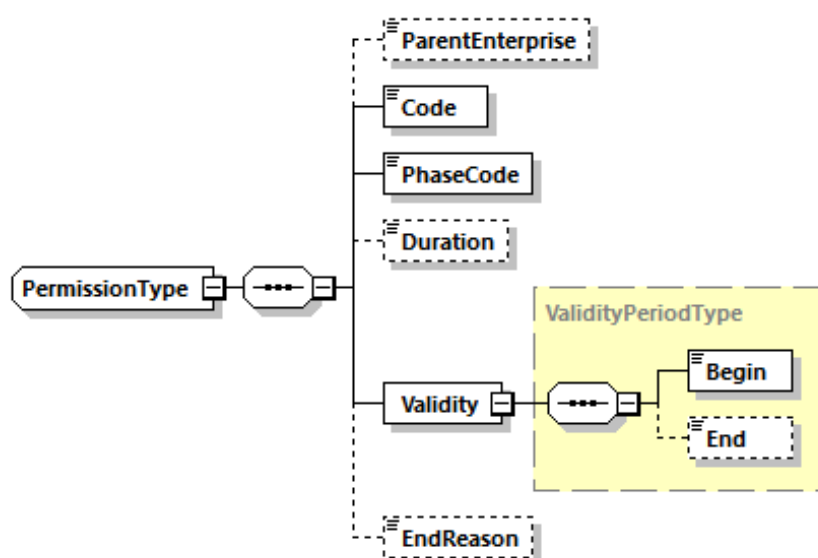 ParentEnterprise
Code
PhaseCode
Duration
PermissionType
ValidityPeriodType
Begin
Validity
End
EndReason